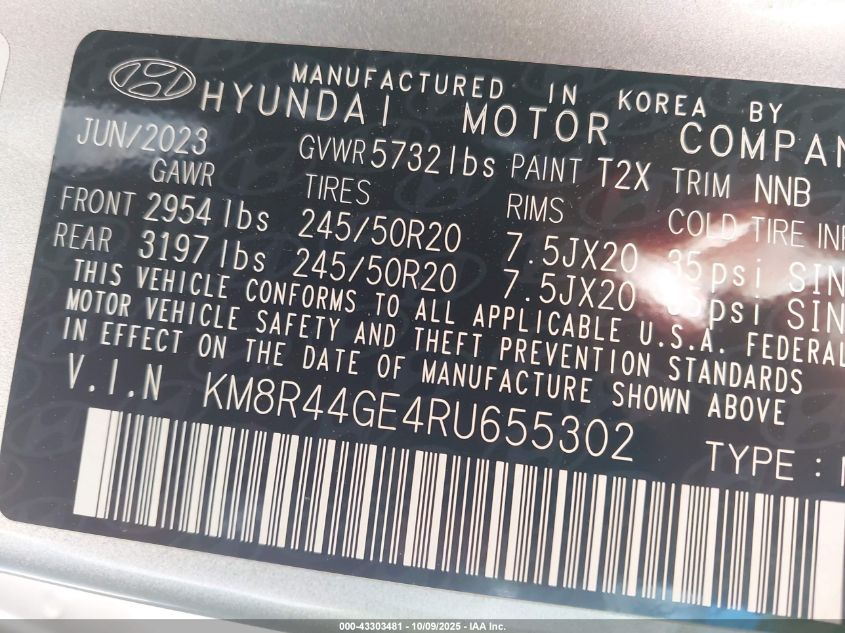 MANUFACTURED IN KOREA BY
HYUNDAI MOTOR COMPAN
JUN/2023 GVWR 5732 lbs PAINT T2X TRIM NNB
GAWR TIRES RIMS COLD TIRE INF
FRONT 2954 lbs 245/50R20 7.5JX20 35psi SIN
REAR 3197 lbs 245/50R20 7.5JX20 psi SIN
THIS VEHICLE CONFORMS TO ALL APPLICABLE U.S.A. FEDERAL
MOTOR VEHICLE SAFETY AND THEFT PREVENTION STANDARDS
IN EFFECT ON THE DATE OF MANUFACTURE SHOWN ABOVE
V.I.N KM8R44GE4RU655302
TYPE :
000-43303481 - 10/09/2025 - IAA Inc.